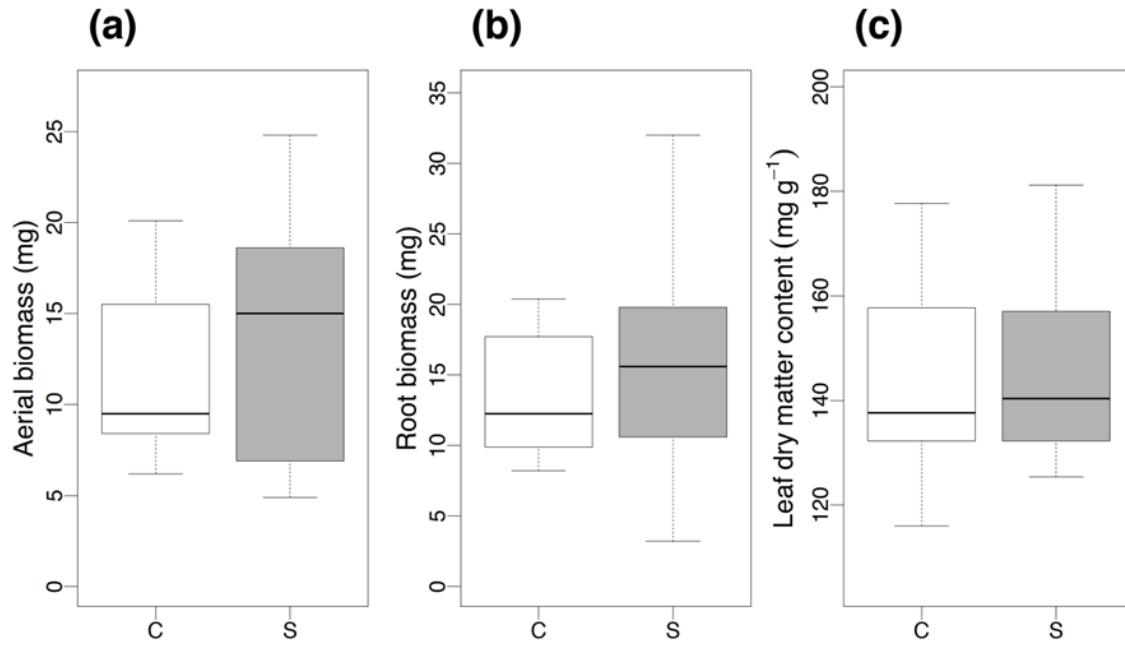 (a)
Aerial biomass (mg)
25
20
15
10
5
0
C S
(b)
Root biomass (mg)
35
30
25
20
15
10
5
0
C S
(c)
Leaf dry matter content (mg g⁻¹)
200
180
160
140
120
C S